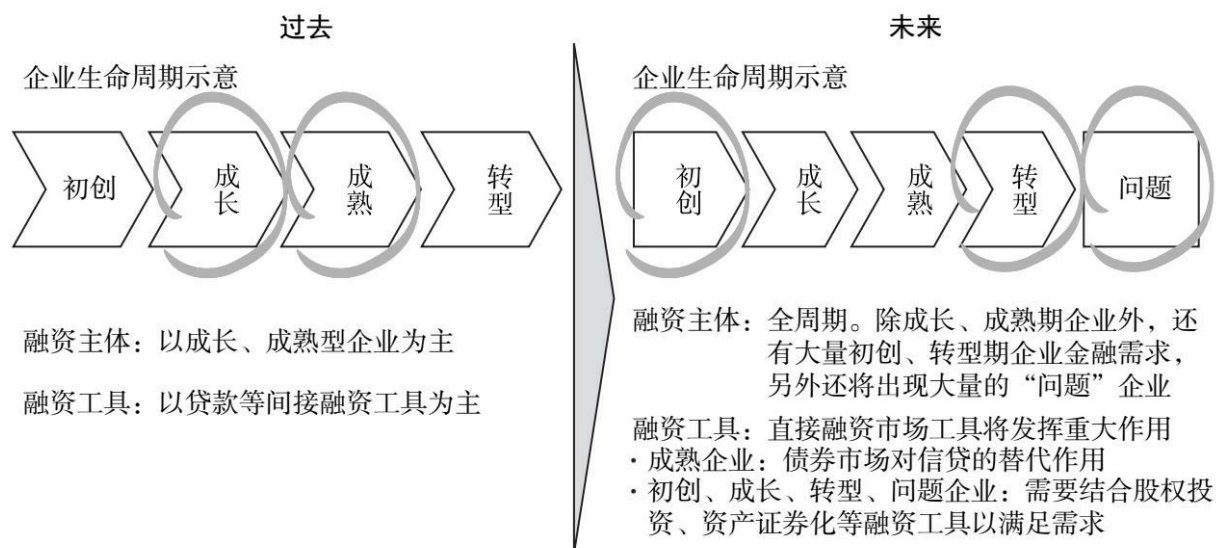 过去
企业生命周期示意
初创
成长
成熟
转型
融资主体：以成长、成熟型企业为主
融资工具：以贷款等间接融资工具为主
未来
企业生命周期示意
初创
成长
成熟
转型
问题
融资主体：全周期。除成长、成熟期企业外，还
有大量初创、转型期企业金融需求，
另外还将出现大量的“问题”企业
融资工具：直接融资市场工具将发挥重大作用
·成熟企业：债券市场对信贷的替代作用
·初创、成长、转型、问题企业：需要结合股权投
资、资产证券化等融资工具以满足需求